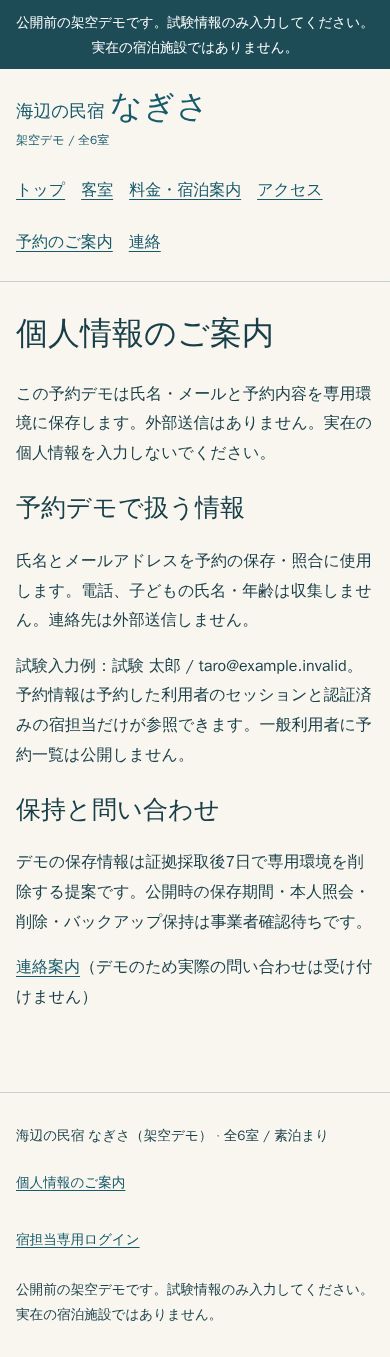 公開前の架空デモです。試験情報のみ入力してください。
実在の宿泊施設ではありません。
海辺の民宿 なぎさ
架空デモ / 全6室
トップ 客室 料金・宿泊案内 アクセス
予約のご案内 連絡
個人情報のご案内
この予約デモは氏名・メールと予約内容を専用環
境に保存します。外部送信はありません。実在の
個人情報を入力しないでください。
予約デモで扱う情報
氏名とメールアドレスを予約の保存・照合に使用
します。電話、子どもの氏名・年齢は収集しませ
ん。連絡先は外部送信しません。
試験入力例：試験 太郎 / taro@example.invalid。
予約情報は予約した利用者のセッションと認証済
みの宿担当だけが参照できます。一般利用者に予
約一覧は公開しません。
保持と問い合わせ
デモの保存情報は証拠採取後7日で専用環境を削
除する提案です。公開時の保存期間・本人照会・
削除・バックアップ保持は事業者確認待ちです。
連絡案内（デモのため実際の問い合わせは受け付
けません）
海辺の民宿 なぎさ（架空デモ） · 全6室 / 素泊まり
個人情報のご案内
宿担当専用ログイン
公開前の架空デモです。試験情報のみ入力してください。
実在の宿泊施設ではありません。